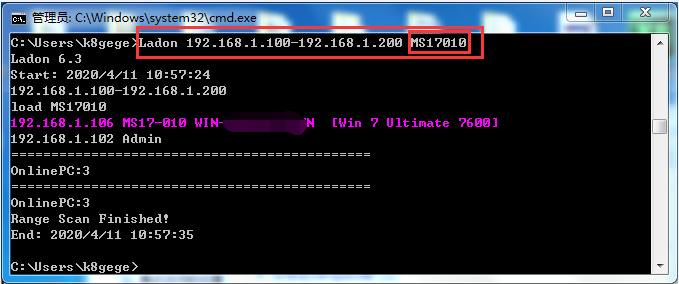 管理员: C:\Windows\system32\cmd.exe
C:\Users\k8gege>Ladon 192.168.1.100-192.168.1.200 MS17010
Ladon 6.3
Start: 2020/4/11 10:57:24
192.168.1.100-192.168.1.200
load MS17010
192.168.1.106 MS17-010 WIN- N [Win 7 Ultimate 7600]
192.168.1.102 Admin
=============================================
OnlinePC:3
=============================================
OnlinePC:3
Range Scan Finished!
End: 2020/4/11 10:57:35
C:\Users\k8gege>